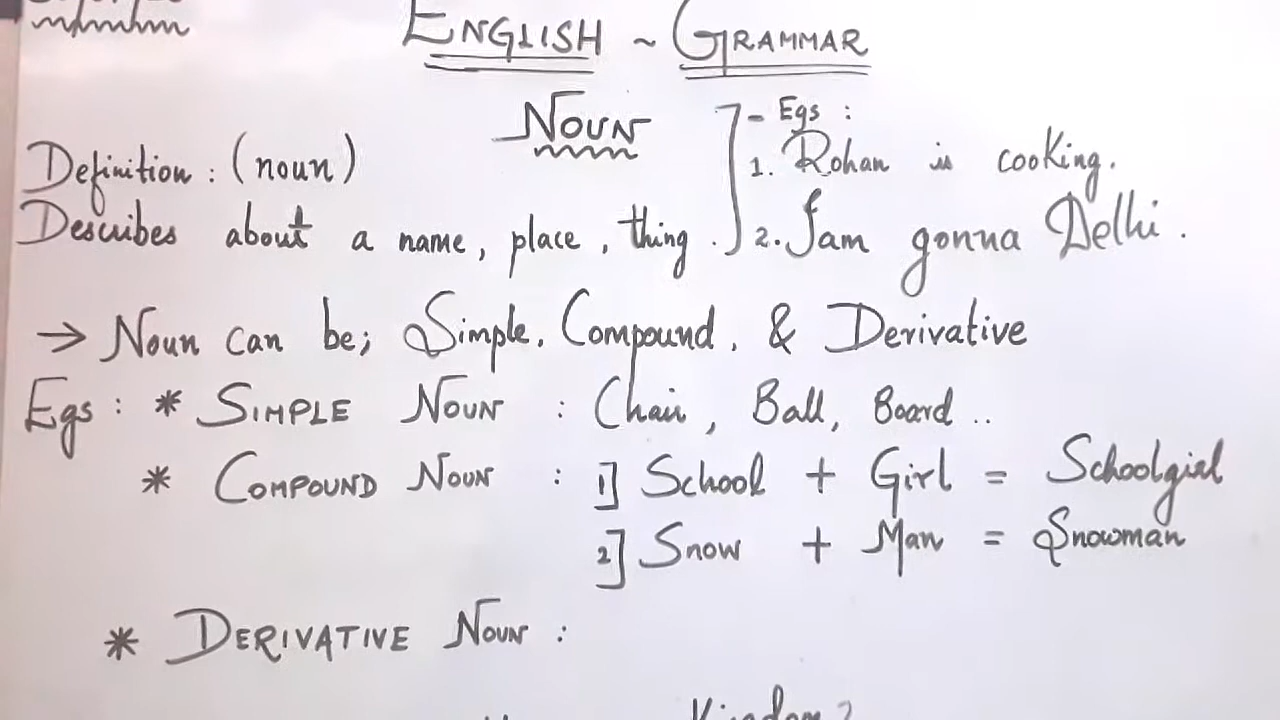 ENGLISH ~ GRAMMAR
NOUN
- Egs :
Definition : (noun)
1. Rohan is cooking.
Describes about a name, place, thing.
2. I am gonna Delhi.
→ Noun can be; Simple, Compound, & Derivative
Egs : * SIMPLE NOUN : Chair, Ball, Board ..
* COMPOUND NOUN : 1] School + Girl = Schoolgirl
2] Snow + Man = Snowman
* DERIVATIVE NOUN :